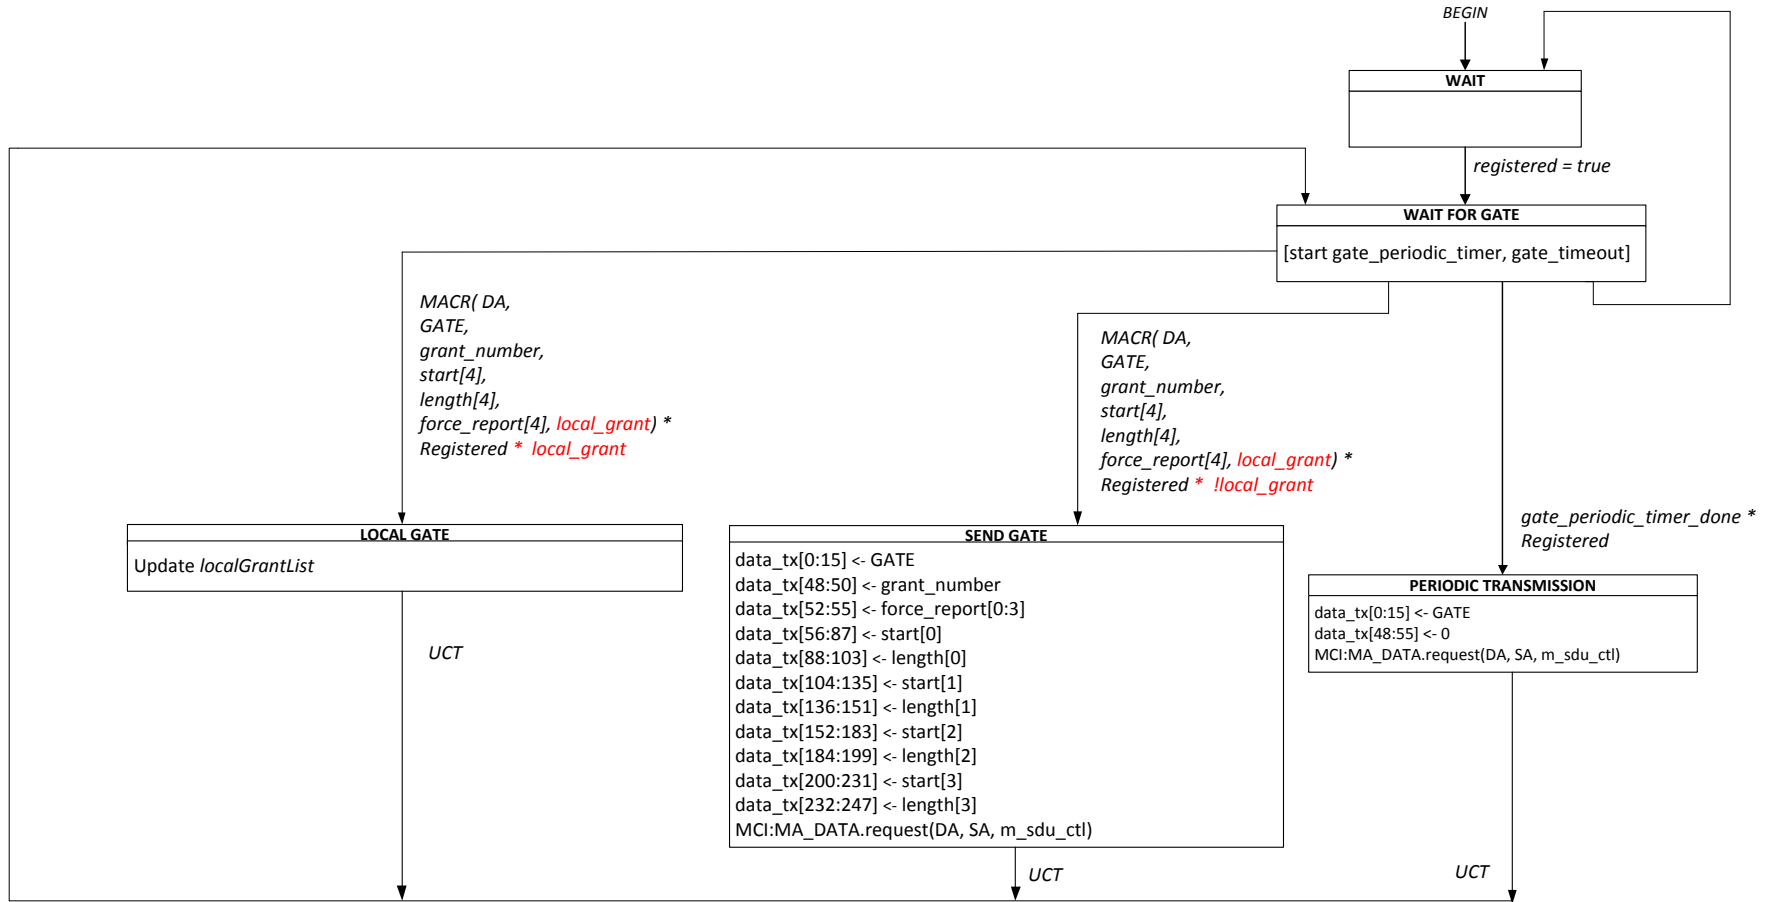 BEGIN
WAIT
registered = true
WAIT FOR GATE
[start gate_periodic_timer, gate_timeout]
MACR( DA,
GATE,
grant_number,
start[4],
length[4],
force_report[4], local_grant) *
Registered * local_grant
MACR( DA,
GATE,
grant_number,
start[4],
length[4],
force_report[4], local_grant) *
Registered * !local_grant
gate_periodic_timer_done *
Registered
LOCAL GATE
Update localGrantList
UCT
SEND GATE
data_tx[0:15] <- GATE
data_tx[48:50] <- grant_number
data_tx[52:55] <- force_report[0:3]
data_tx[56:87] <- start[0]
data_tx[88:103] <- length[0]
data_tx[104:135] <- start[1]
data_tx[136:151] <- length[1]
data_tx[152:183] <- start[2]
data_tx[184:199] <- length[2]
data_tx[200:231] <- start[3]
data_tx[232:247] <- length[3]
MCI:MA_DATA.request(DA, SA, m_sdu_ctl)
UCT
PERIODIC TRANSMISSION
data_tx[0:15] <- GATE
data_tx[48:55] <- 0
MCI:MA_DATA.request(DA, SA, m_sdu_ctl)
UCT